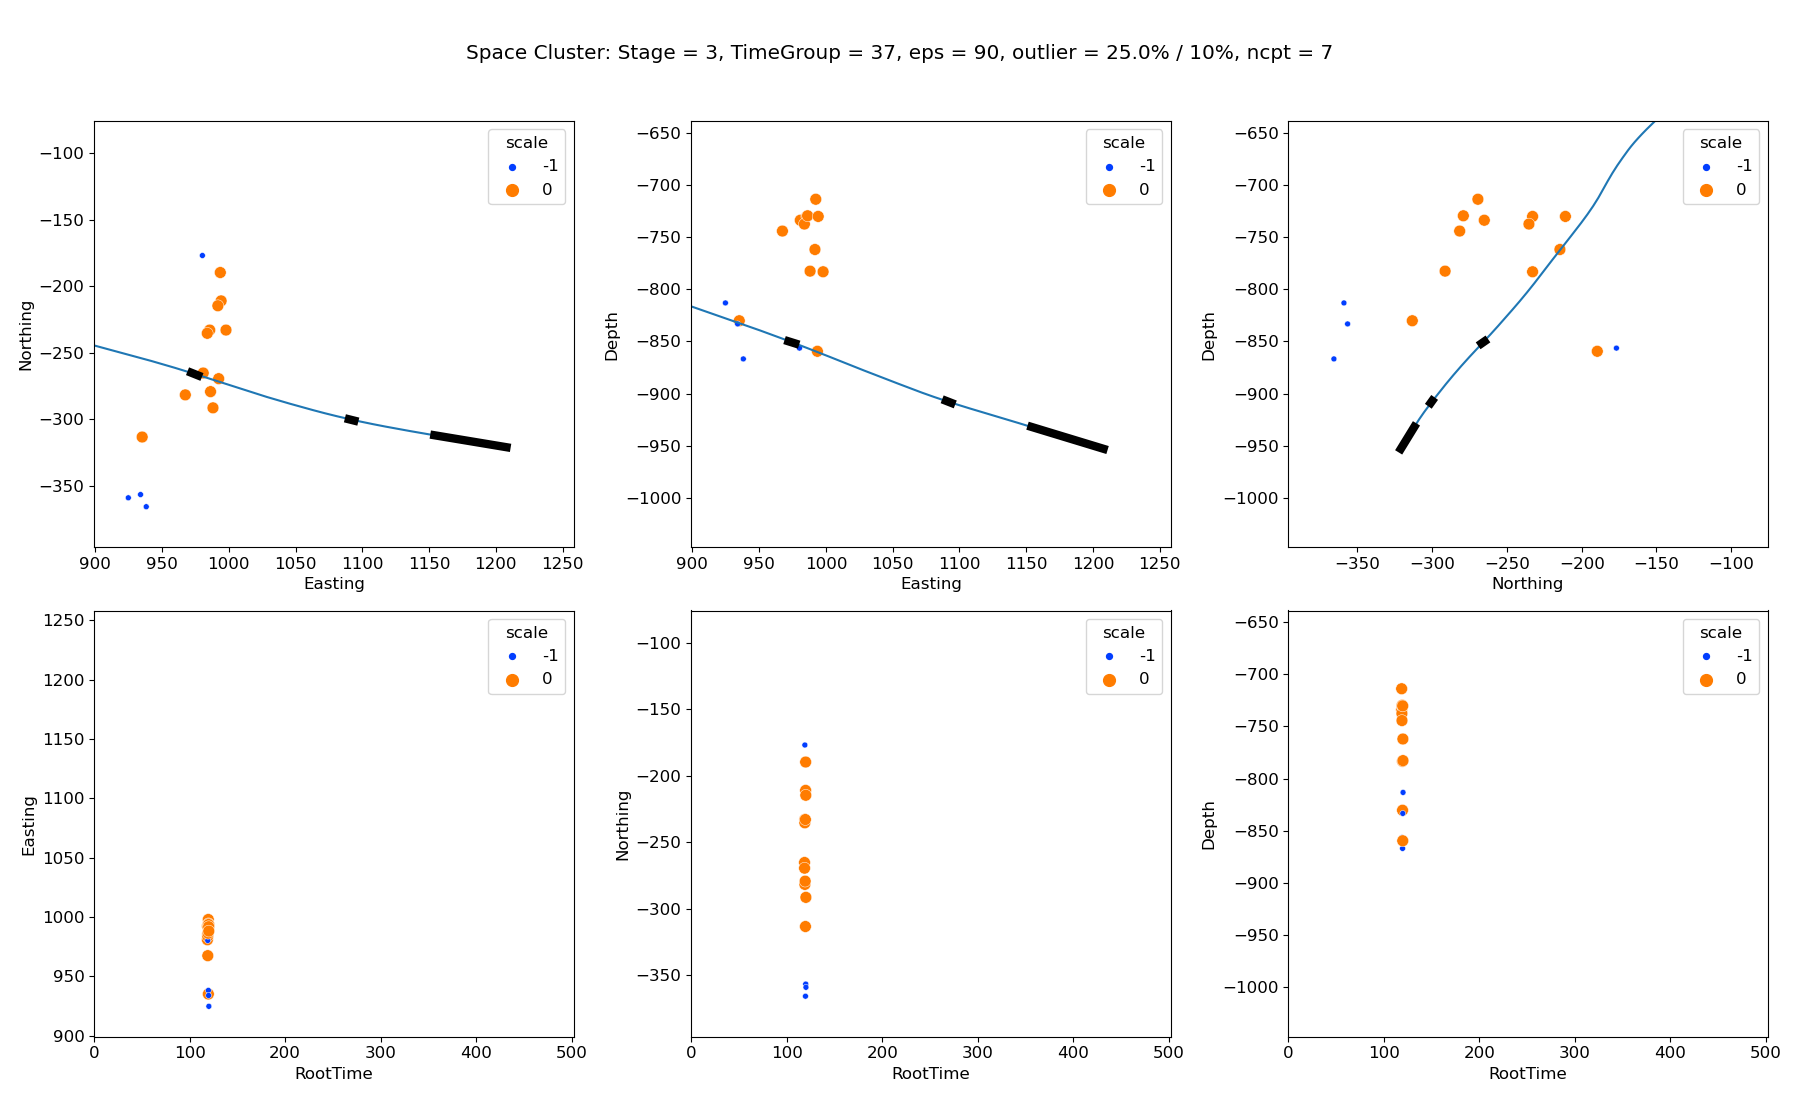 Space Cluster: Stage = 3, TimeGroup = 37, eps = 90, outlier = 25.0% / 10%, ncpt = 7
−100
−150
−200
−250
−300
−350
Northing
900 950 1000 1050 1100 1150 1200 1250
Easting
scale
-1
0
−650
−700
−750
−800
−850
−900
−950
−1000
Depth
900 950 1000 1050 1100 1150 1200 1250
Easting
scale
-1
0
−650
−700
−750
−800
−850
−900
−950
−1000
Depth
−350 −300 −250 −200 −150 −100
Northing
scale
-1
0
1250
1200
1150
1100
1050
1000
950
900
Easting
0 100 200 300 400 500
RootTime
scale
-1
0
−100
−150
−200
−250
−300
−350
Northing
0 100 200 300 400 500
RootTime
scale
-1
0
−650
−700
−750
−800
−850
−900
−950
−1000
Depth
0 100 200 300 400 500
RootTime
scale
-1
0